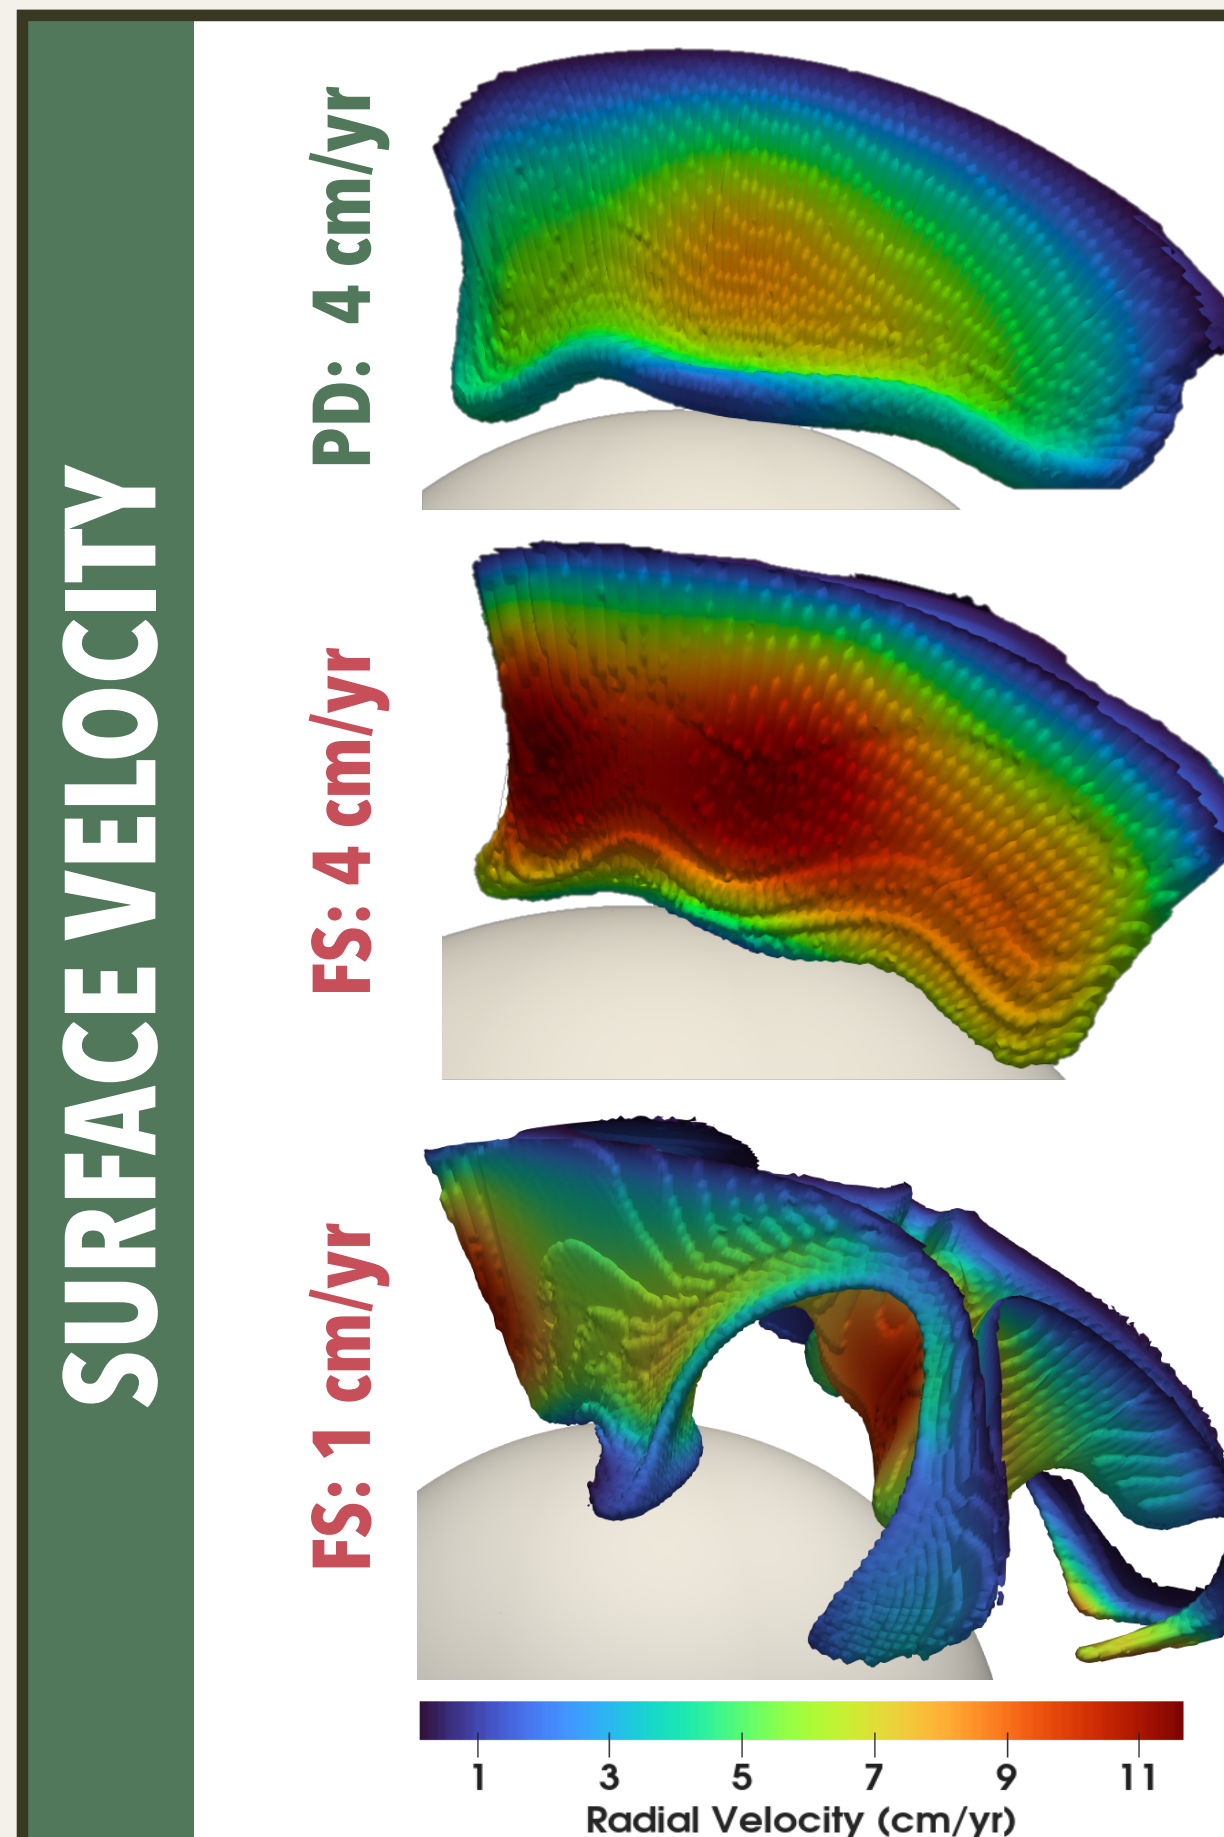 SURFACE VELOCITY
PD: 4 cm/yr
FS: 4 cm/yr
FS: 1 cm/yr
1 3 5 7 9 11
Radial Velocity (cm/yr)